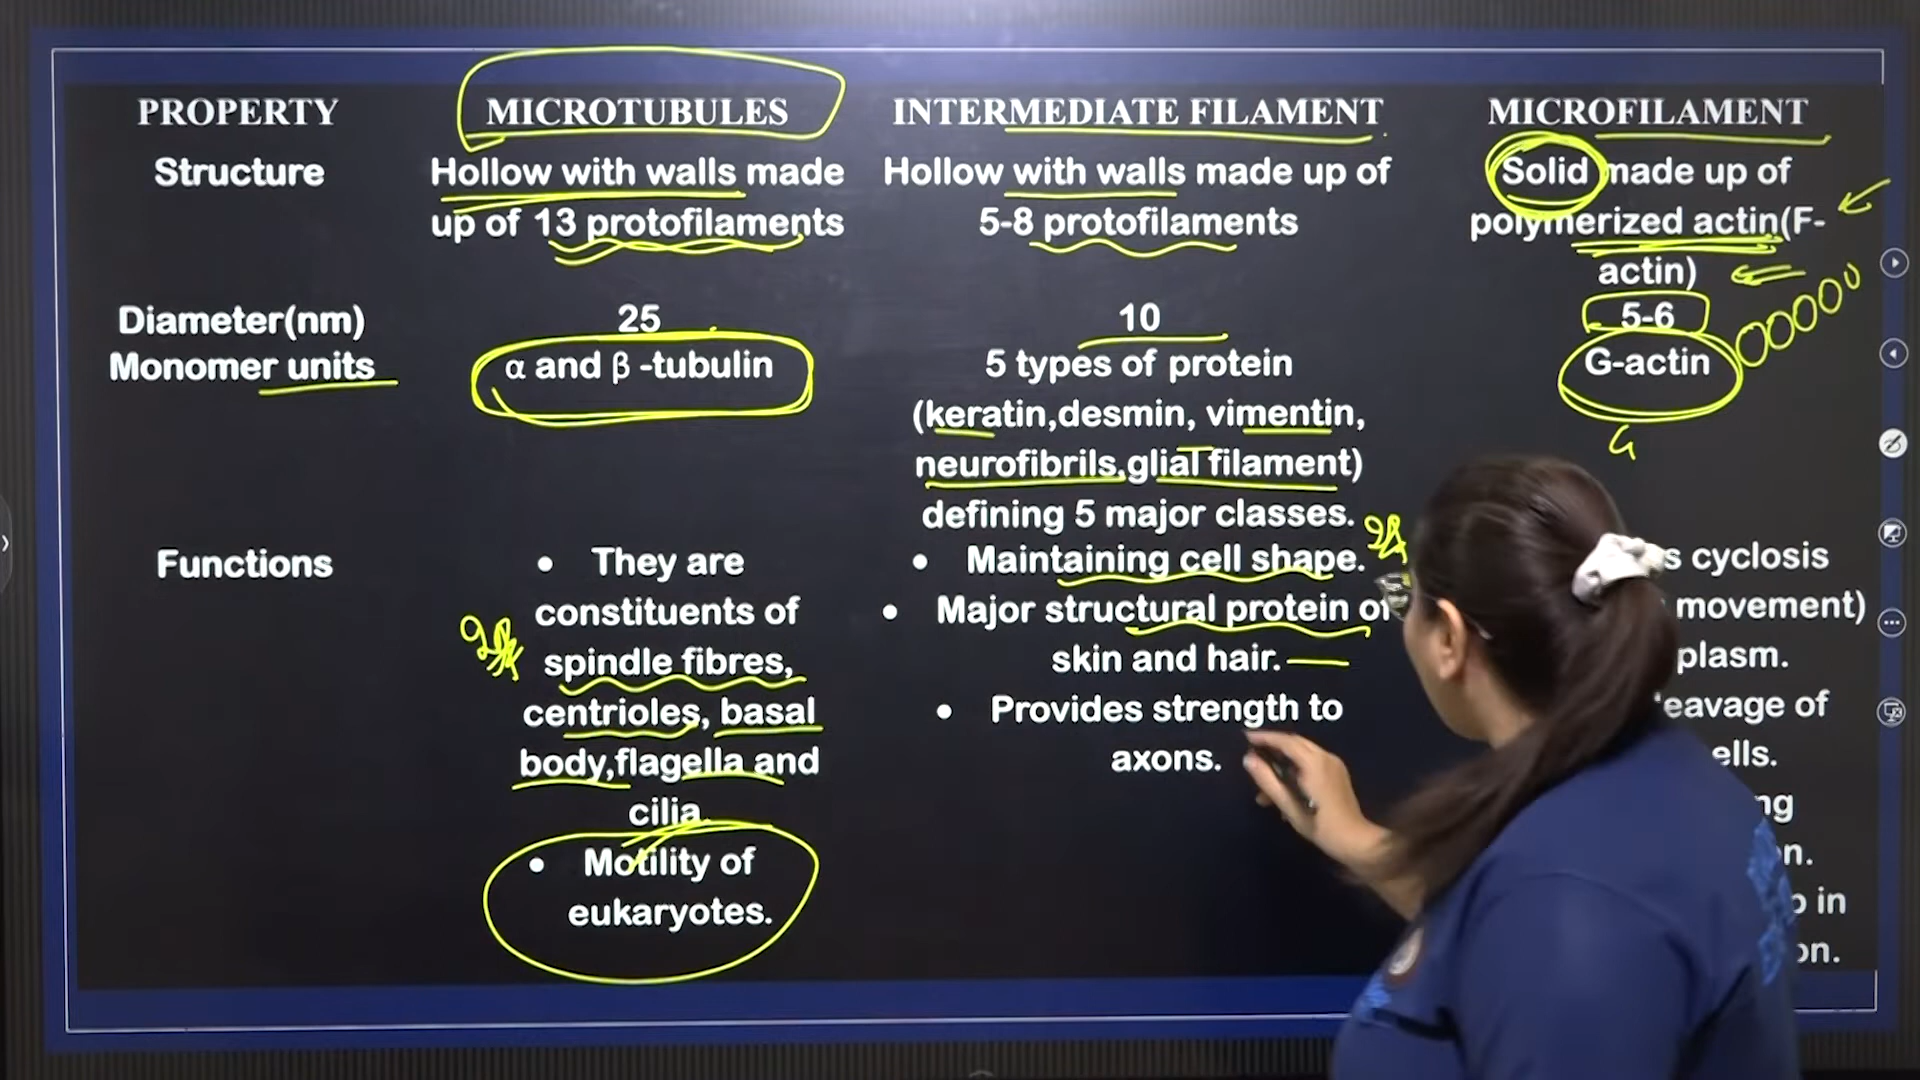 PROPERTY
MICROTUBULES
INTERMEDIATE FILAMENT
MICROFILAMENT
Structure
Hollow with walls made
up of 13 protofilaments
Hollow with walls made up of
5-8 protofilaments
Solid made up of
polymerized actin(F-
actin)
Diameter(nm)
25
10
5-6
Monomer units
α and β -tubulin
5 types of protein
(keratin,desmin, vimentin,
neurofibrils,glial filament)
defining 5 major classes.
G-actin
G
Functions
• They are
constituents of
spindle fibres,
centrioles, basal
body,flagella and
cilia.
• Motility of
eukaryotes.
• Maintaining cell shape.
• Major structural protein of
skin and hair.
• Provides strength to
axons.
cyclosis
movement)
plasm.
of
in